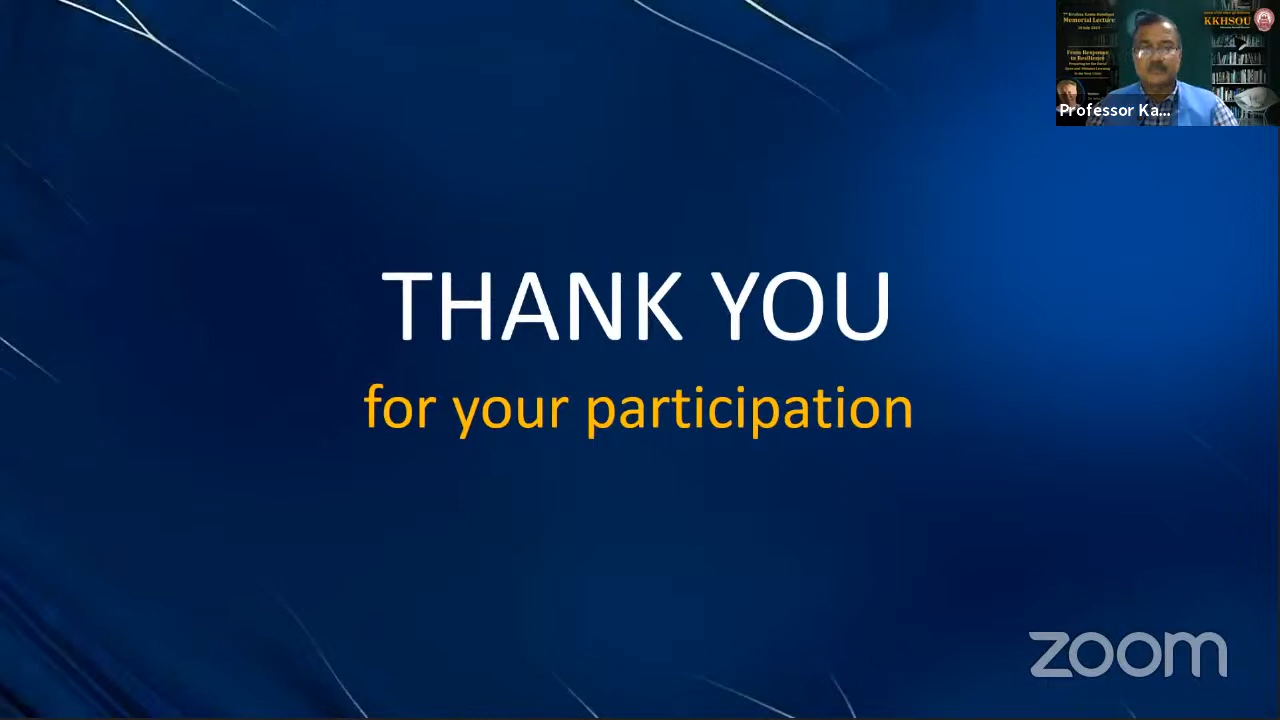 Memorial Lecture
KKHSOU
From Response
to Resilience
Professor Ka...
THANK YOU
for your participation
zoom